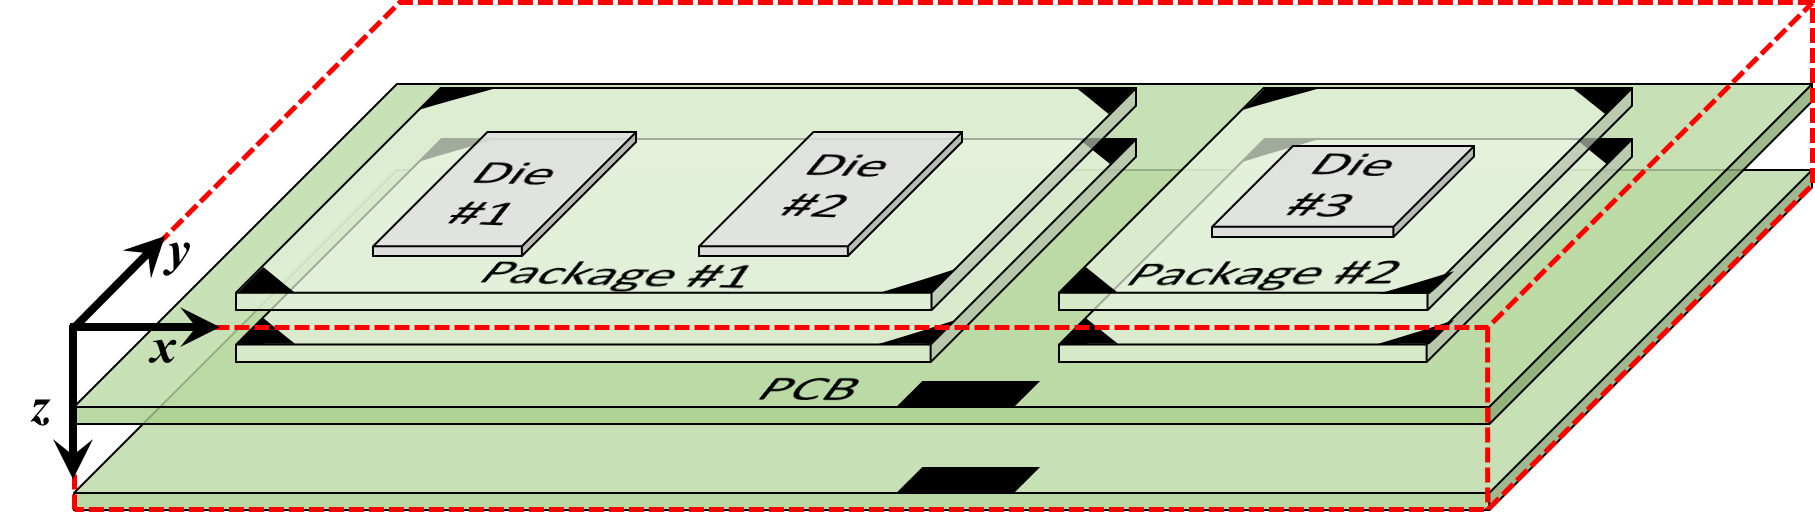 Die
#1
Die
#2
Die
#3
Package #1
Package #2
PCB
y
x
z